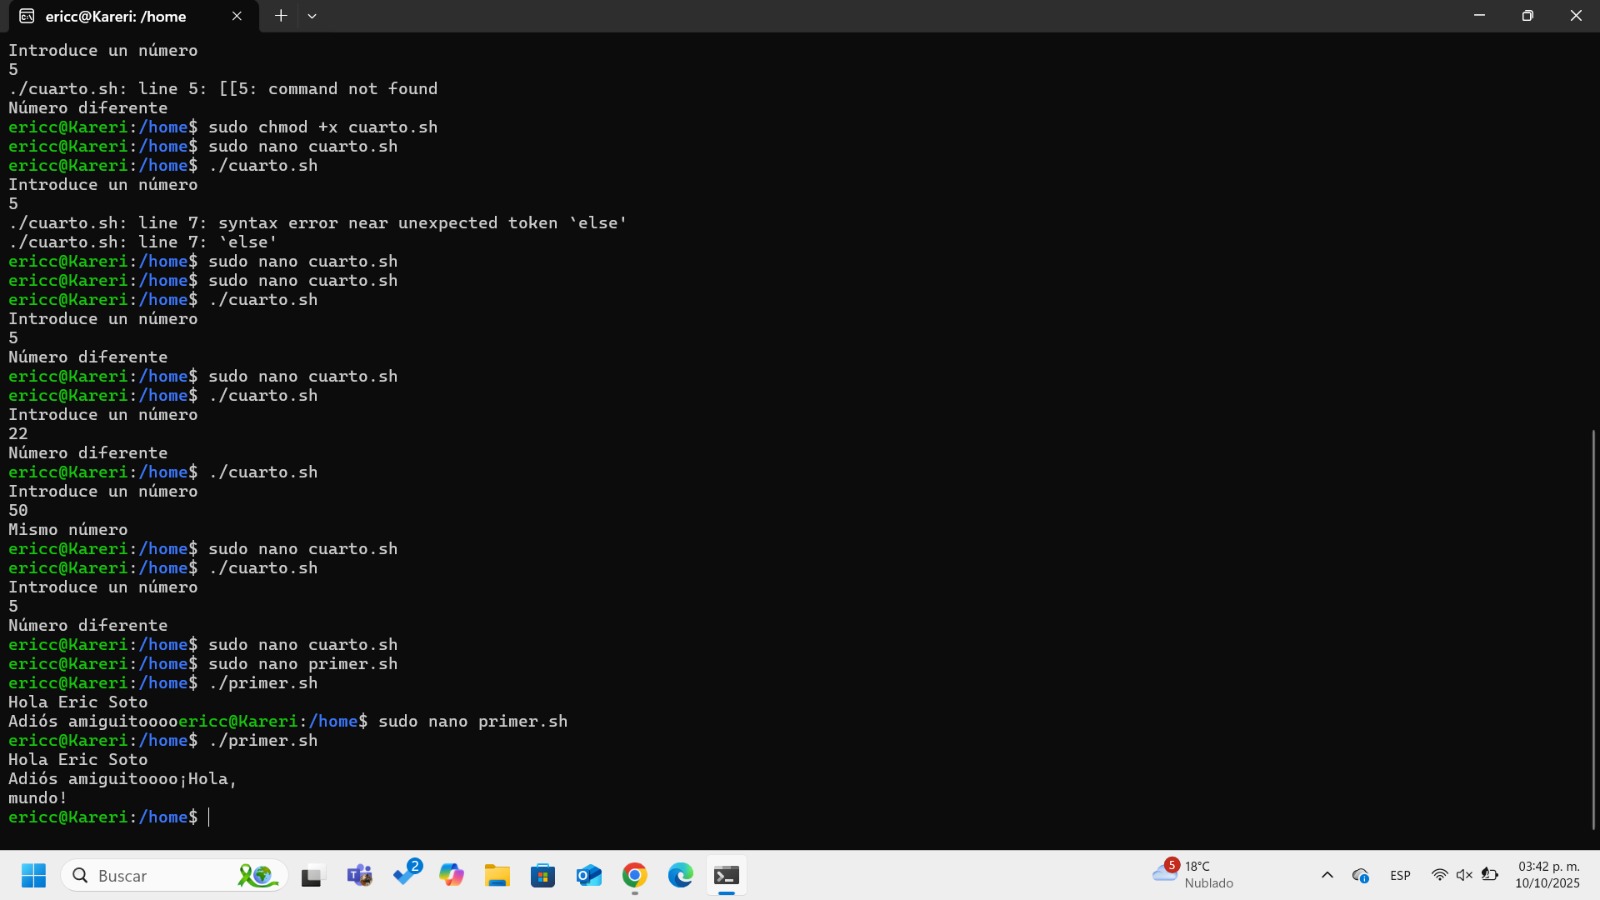 ericc@Kareri: /home
Introduce un número
5
./cuarto.sh: line 5: [[5: command not found
Número diferente
ericc@Kareri:/home$ sudo chmod +x cuarto.sh
ericc@Kareri:/home$ sudo nano cuarto.sh
ericc@Kareri:/home$ ./cuarto.sh
Introduce un número
5
./cuarto.sh: line 7: syntax error near unexpected token `else'
./cuarto.sh: line 7: `else'
ericc@Kareri:/home$ sudo nano cuarto.sh
ericc@Kareri:/home$ sudo nano cuarto.sh
ericc@Kareri:/home$ ./cuarto.sh
Introduce un número
5
Número diferente
ericc@Kareri:/home$ sudo nano cuarto.sh
ericc@Kareri:/home$ ./cuarto.sh
Introduce un número
22
Número diferente
ericc@Kareri:/home$ ./cuarto.sh
Introduce un número
50
Mismo número
ericc@Kareri:/home$ sudo nano cuarto.sh
ericc@Kareri:/home$ ./cuarto.sh
Introduce un número
5
Número diferente
ericc@Kareri:/home$ sudo nano cuarto.sh
ericc@Kareri:/home$ sudo nano primer.sh
ericc@Kareri:/home$ ./primer.sh
Hola Eric Soto
Adiós amiguitooooericc@Kareri:/home$ sudo nano primer.sh
ericc@Kareri:/home$ ./primer.sh
Hola Eric Soto
Adiós amiguitoooo¡Hola,
mundo!
ericc@Kareri:/home$
Buscar
2
5
18°C
Nublado
ESP
03:42 p. m.
10/10/2025